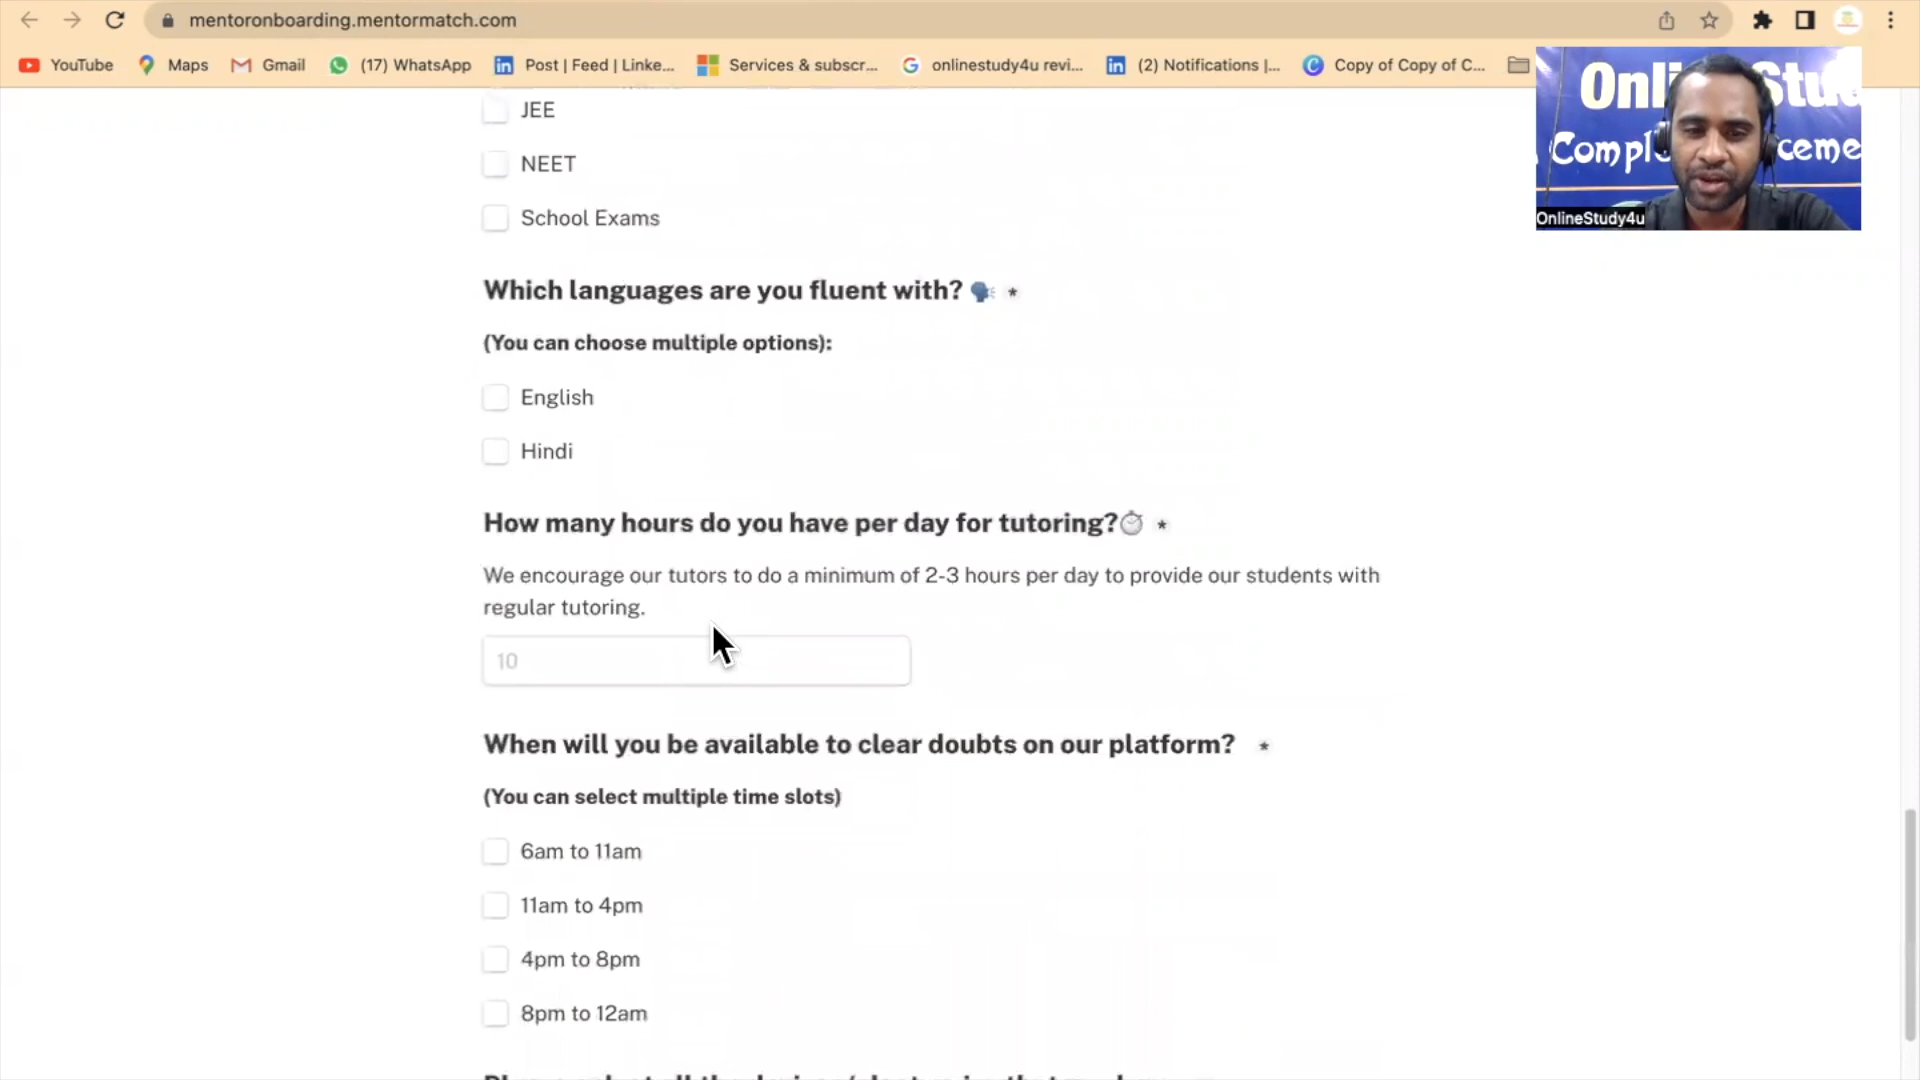 mentoronboarding.mentormatch.com
YouTube Maps Gmail (17) WhatsApp Post | Feed | Linke... Services & subscr... onlinestudy4u revi... (2) Notifications |... Copy of Copy of C...
JEE
NEET
School Exams
OnlineStudy4u
Which languages are you fluent with? 🗣 *
(You can choose multiple options):
English
Hindi
How many hours do you have per day for tutoring?⏱ *
We encourage our tutors to do a minimum of 2-3 hours per day to provide our students with
regular tutoring.
10
When will you be available to clear doubts on our platform? *
(You can select multiple time slots)
6am to 11am
11am to 4pm
4pm to 8pm
8pm to 12am